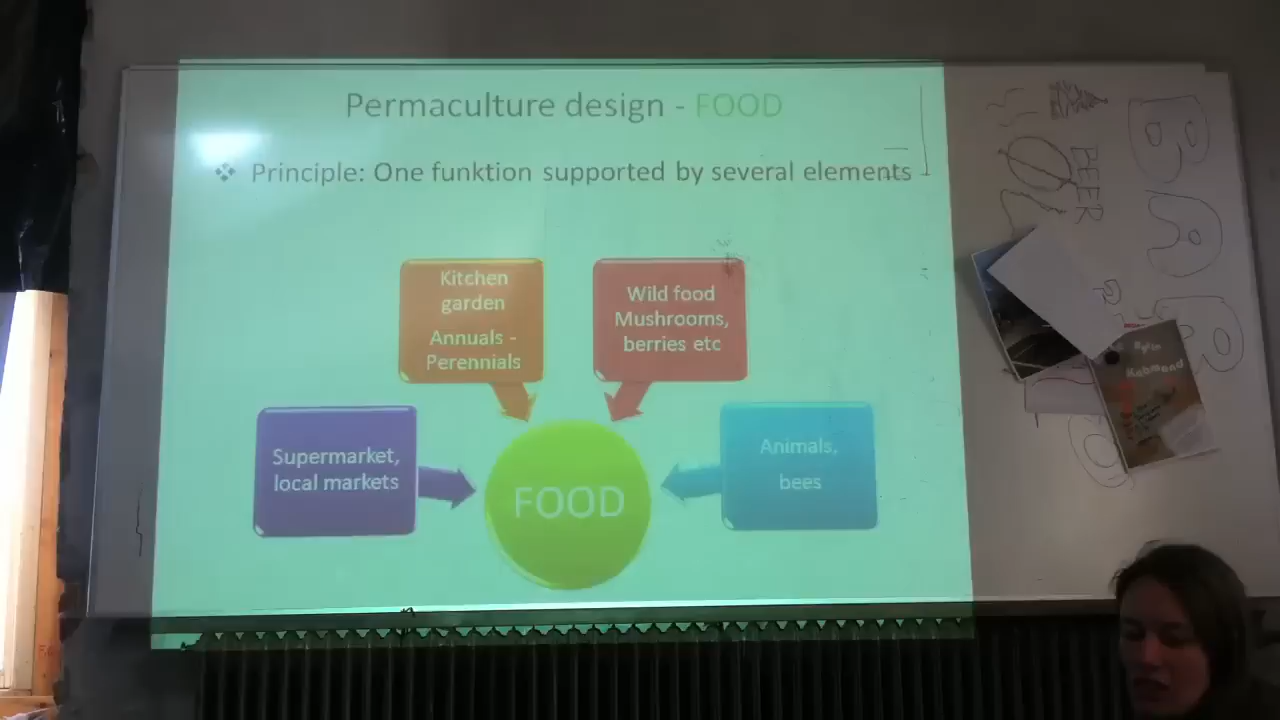 Permaculture design - FOOD
❖ Principle: One funktion supported by several elements
Kitchen
garden
Annuals -
Perennials
Wild food
Mushrooms,
berries etc
Supermarket,
local markets
FOOD
Animals,
bees
BEER
BAR